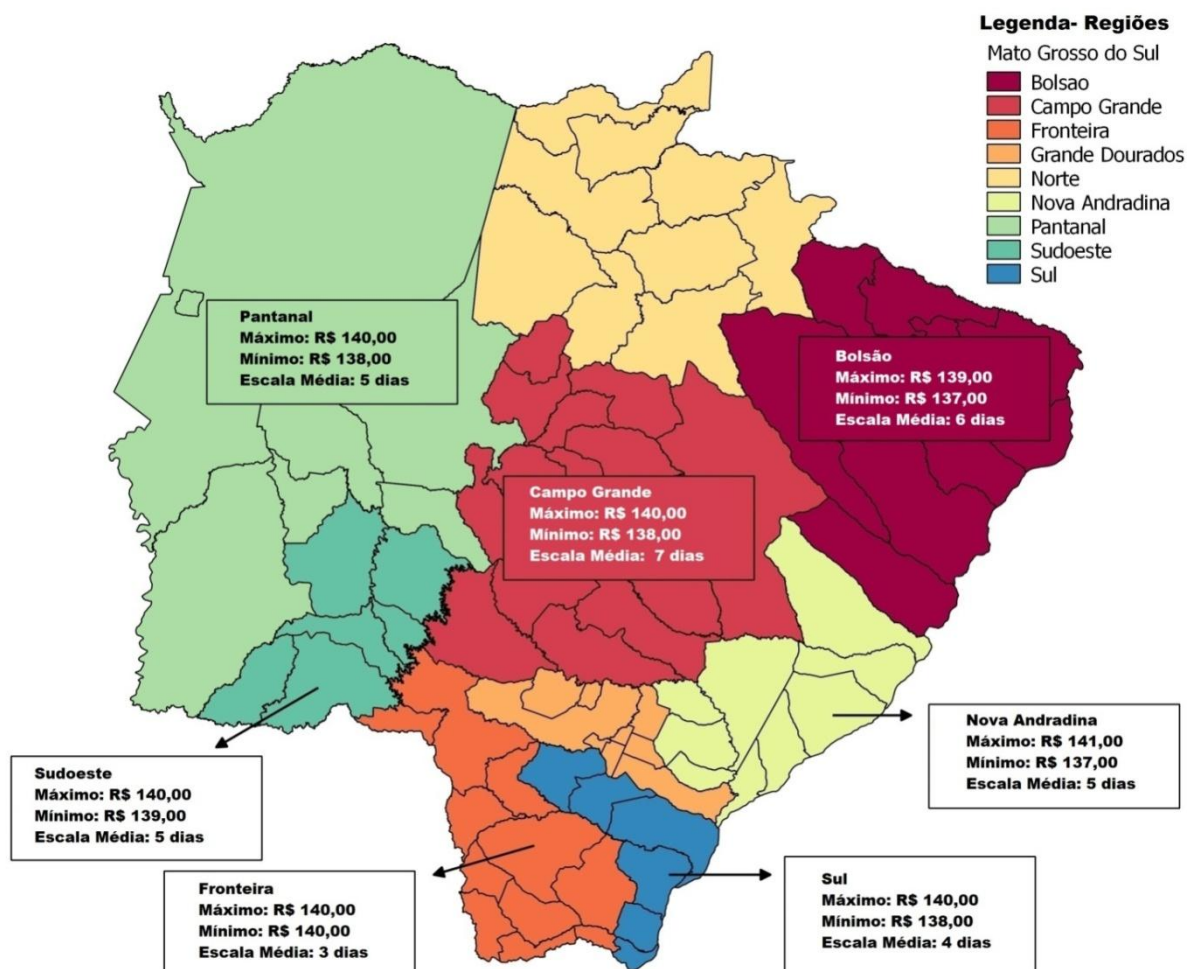 Legenda- Regiões
Mato Grosso do Sul
Bolsao
Campo Grande
Fronteira
Grande Dourados
Norte
Nova Andradina
Pantanal
Sudoeste
Sul
Pantanal
Máximo: R$ 140,00
Mínimo: R$ 138,00
Escala Média: 5 dias
Bolsão
Máximo: R$ 139,00
Mínimo: R$ 137,00
Escala Média: 6 dias
Campo Grande
Máximo: R$ 140,00
Mínimo: R$ 138,00
Escala Média: 7 dias
Nova Andradina
Máximo: R$ 141,00
Mínimo: R$ 137,00
Escala Média: 5 dias
Sudoeste
Máximo: R$ 140,00
Mínimo: R$ 139,00
Escala Média: 5 dias
Fronteira
Máximo: R$ 140,00
Mínimo: R$ 140,00
Escala Média: 3 dias
Sul
Máximo: R$ 140,00
Mínimo: R$ 138,00
Escala Média: 4 dias